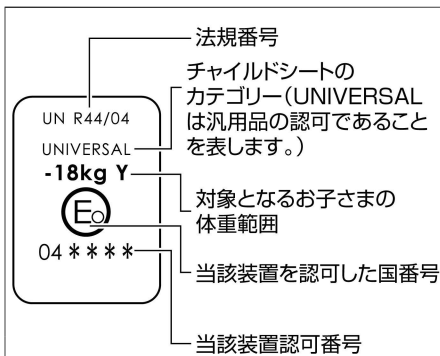 法規番号
チャイルドシートの
カテゴリー(UNIVERSAL
は汎用品の認可であること
を表します。)
UN R44/04
UNIVERSAL
-18kg Y
対象となるお子さまの
体重範囲
Eo
04 ****
当該装置を認可した国番号
当該装置認可番号